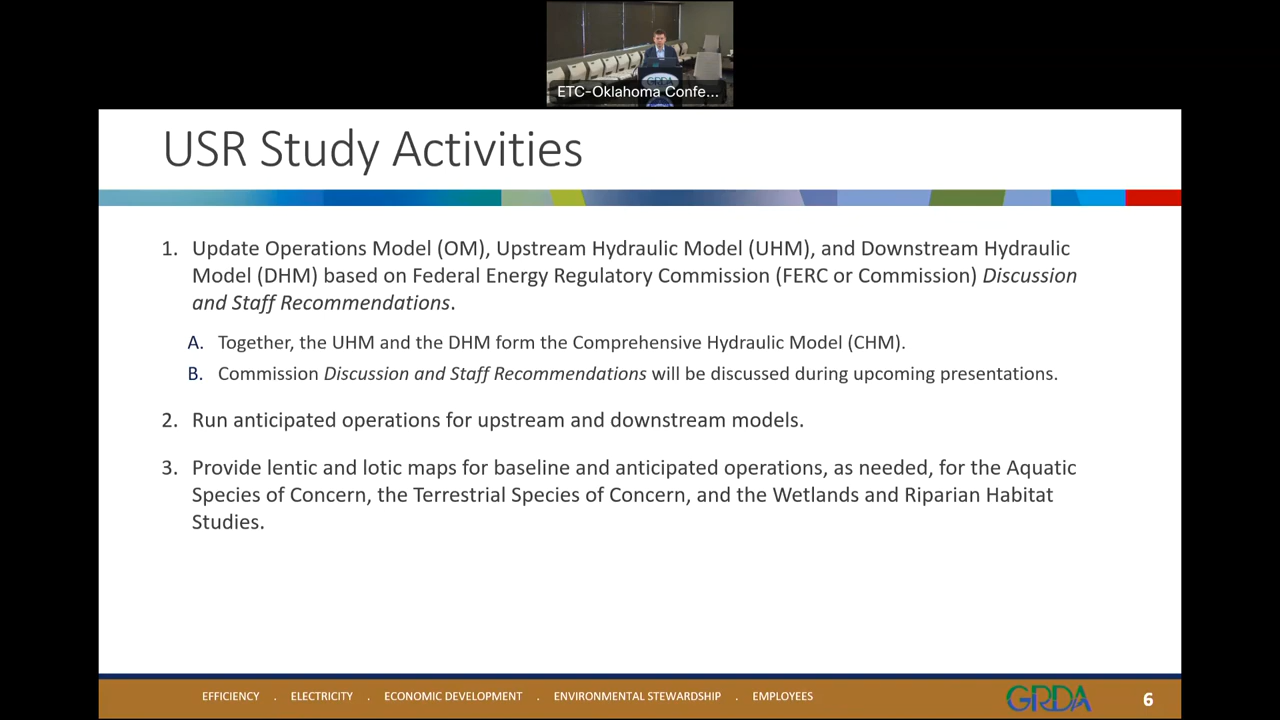 GRDA
ETC-Oklahoma Confe...
USR Study Activities
1. Update Operations Model (OM), Upstream Hydraulic Model (UHM), and Downstream Hydraulic
Model (DHM) based on Federal Energy Regulatory Commission (FERC or Commission) Discussion
and Staff Recommendations.
A. Together, the UHM and the DHM form the Comprehensive Hydraulic Model (CHM).
B. Commission Discussion and Staff Recommendations will be discussed during upcoming presentations.
2. Run anticipated operations for upstream and downstream models.
3. Provide lentic and lotic maps for baseline and anticipated operations, as needed, for the Aquatic
Species of Concern, the Terrestrial Species of Concern, and the Wetlands and Riparian Habitat
Studies.
EFFICIENCY . ELECTRICITY . ECONOMIC DEVELOPMENT . ENVIRONMENTAL STEWARDSHIP . EMPLOYEES
GRDA
6